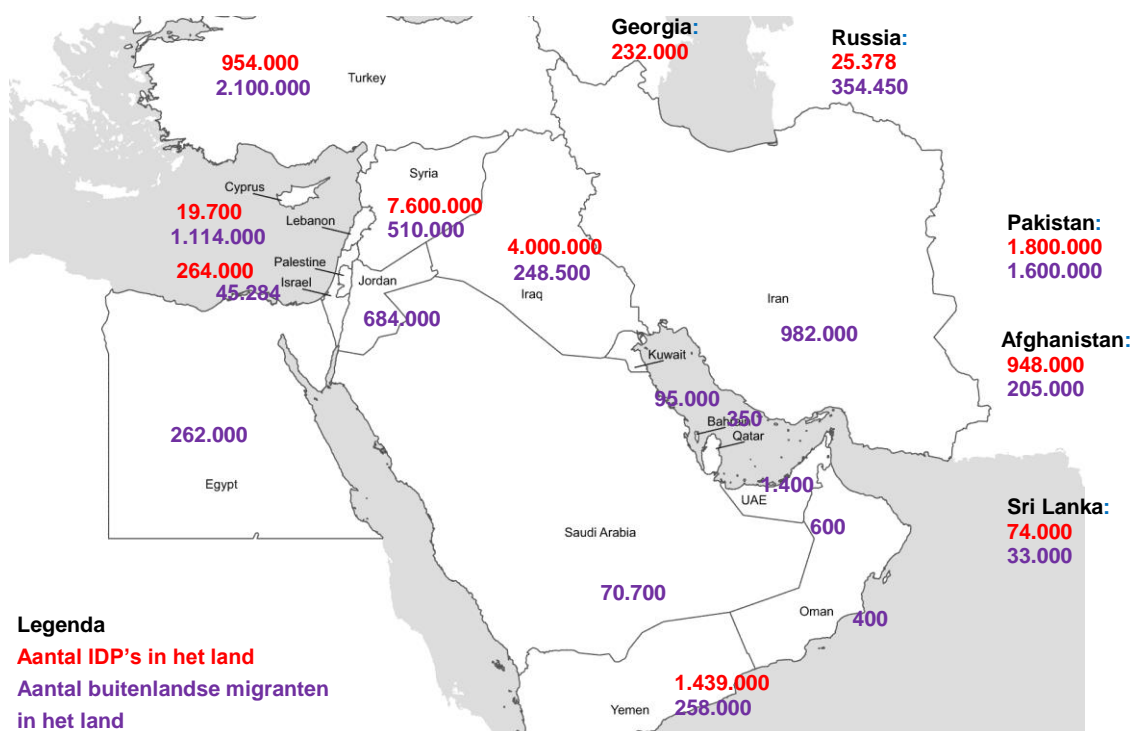 Georgia:
232.000
Russia:
25.378
354.450
954.000
2.100.000
Turkey
Syria
7.600.000
510.000
Cyprus
19.700
1.114.000
Lebanon
264.000
45.284
Palestine
Israel
Jordan
684.000
4.000.000
248.500
Iraq
Iran
982.000
Pakistan:
1.800.000
1.600.000
Afghanistan:
948.000
205.000
Kuwait
95.000
350
Bahrain
Qatar
262.000
Egypt
1.400
UAE
600
Saudi Arabia
70.700
Oman
400
Sri Lanka:
74.000
33.000
1.439.000
258.000
Yemen
Legenda
Aantal IDP's in het land
Aantal buitenlandse migranten
in het land